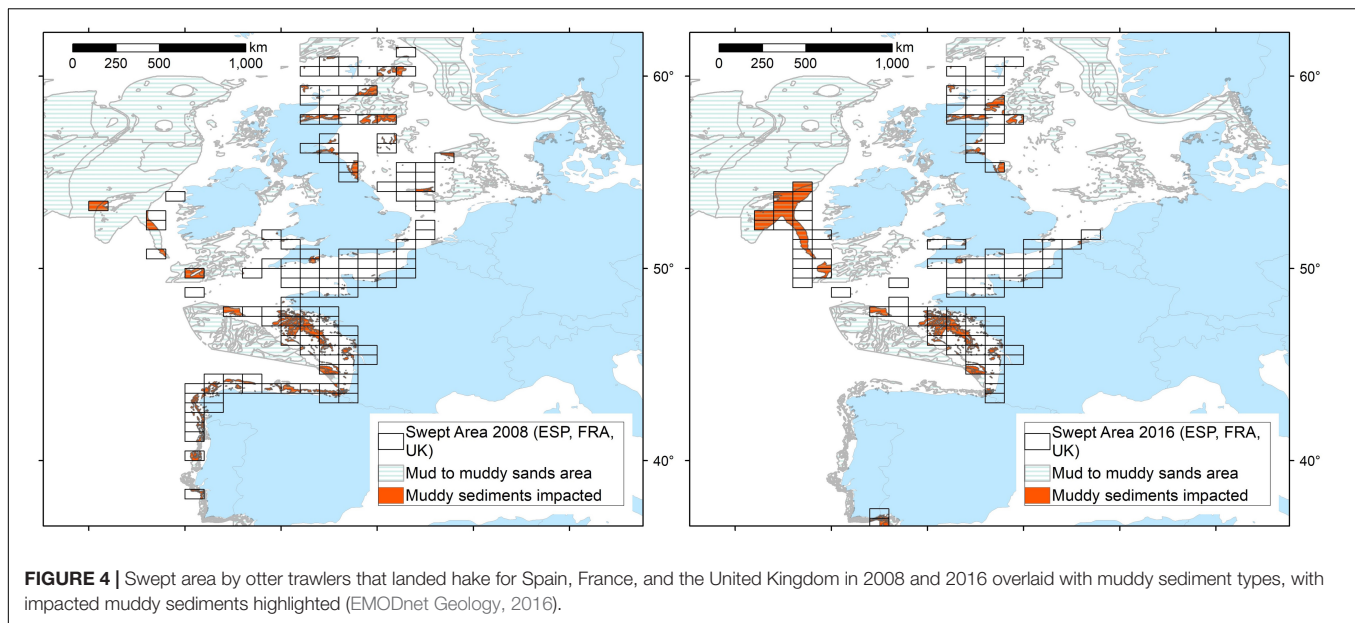 km
0 250 500 1,000
60°
50°
40°
Swept Area 2008 (ESP, FRA,
UK)
Mud to muddy sands area
Muddy sediments impacted
km
0 250 500 1,000
60°
50°
40°
Swept Area 2016 (ESP, FRA,
UK)
Mud to muddy sands area
Muddy sediments impacted
FIGURE 4 | Swept area by otter trawlers that landed hake for Spain, France, and the United Kingdom in 2008 and 2016 overlaid with muddy sediment types, with
impacted muddy sediments highlighted (EMODnet Geology, 2016).